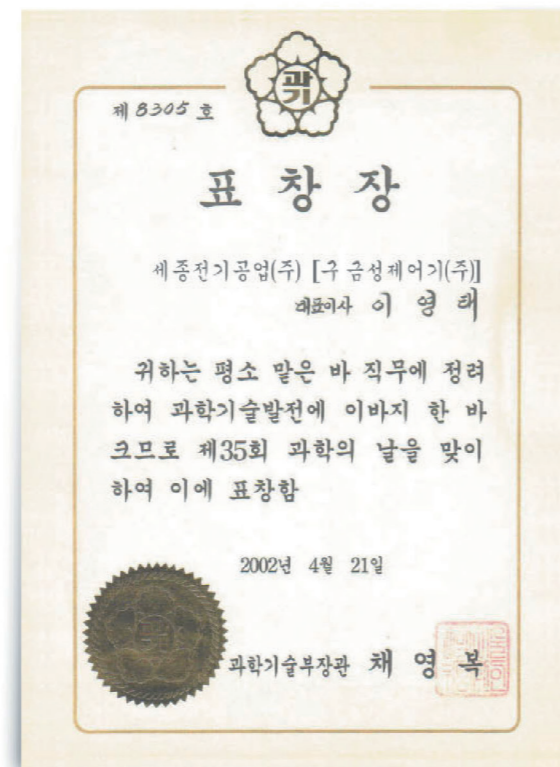 과기
제 8305 호
표 창 장
세종전기공업(주) [구 금성제어기(주)]
대표이사 이 영 태
귀하는 평소 맡은 바 직무에 정려
하여 과학기술발전에 이바지 한 바
크므로 제35회 과학의 날을 맞이
하여 이에 표창함
2002년 4월 21일
과학기술부장관 채 영 복